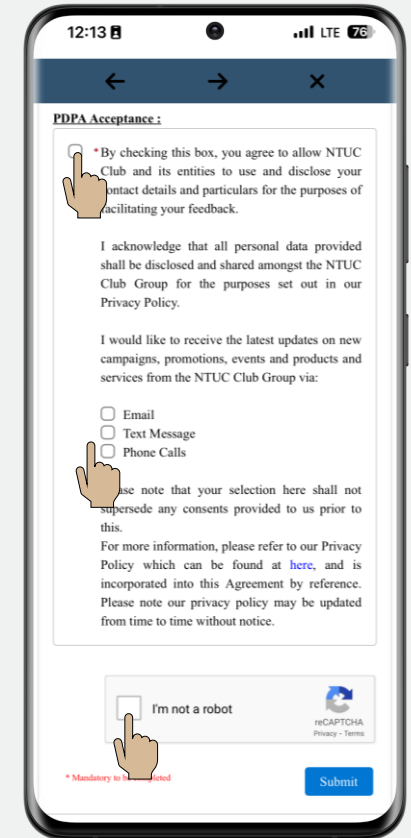 12:13
LTE 76
PDPA Acceptance :
*By checking this box, you agree to allow NTUC
Club and its entities to use and disclose your
contact details and particulars for the purposes of
facilitating your feedback.
I acknowledge that all personal data provided
shall be disclosed and shared amongst the NTUC
Club Group for the purposes set out in our
Privacy Policy.
I would like to receive the latest updates on new
campaigns, promotions, events and products and
services from the NTUC Club Group via:
Email
Text Message
Phone Calls
note that your selection here shall not
supersede any consents provided to us prior to
this.
For more information, please refer to our Privacy
Policy which can be found at here, and is
incorporated into this Agreement by reference.
Please note our privacy policy may be updated
from time to time without notice.
I'm not a robot
reCAPTCHA
Privacy - Terms
* Mandatory to be completed
Submit